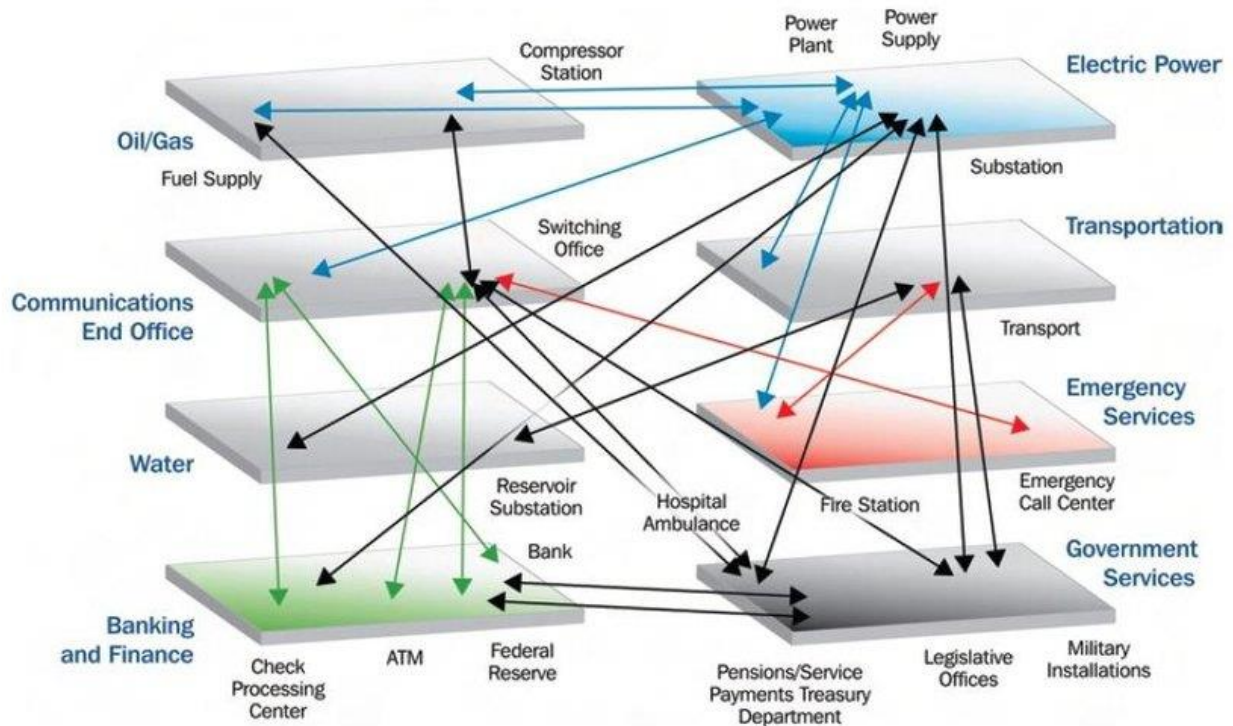 Power
Plant
Power
Supply
Compressor
Station
Electric Power
Oil/Gas
Fuel Supply
Substation
Switching
Office
Transportation
Communications
End Office
Transport
Emergency
Services
Water
Reservoir
Substation
Hospital
Ambulance
Fire Station
Emergency
Call Center
Bank
Government
Services
Banking
and Finance
Check
Processing
Center
ATM
Federal
Reserve
Pensions/Service
Payments Treasury
Department
Legislative
Offices
Military
Installations